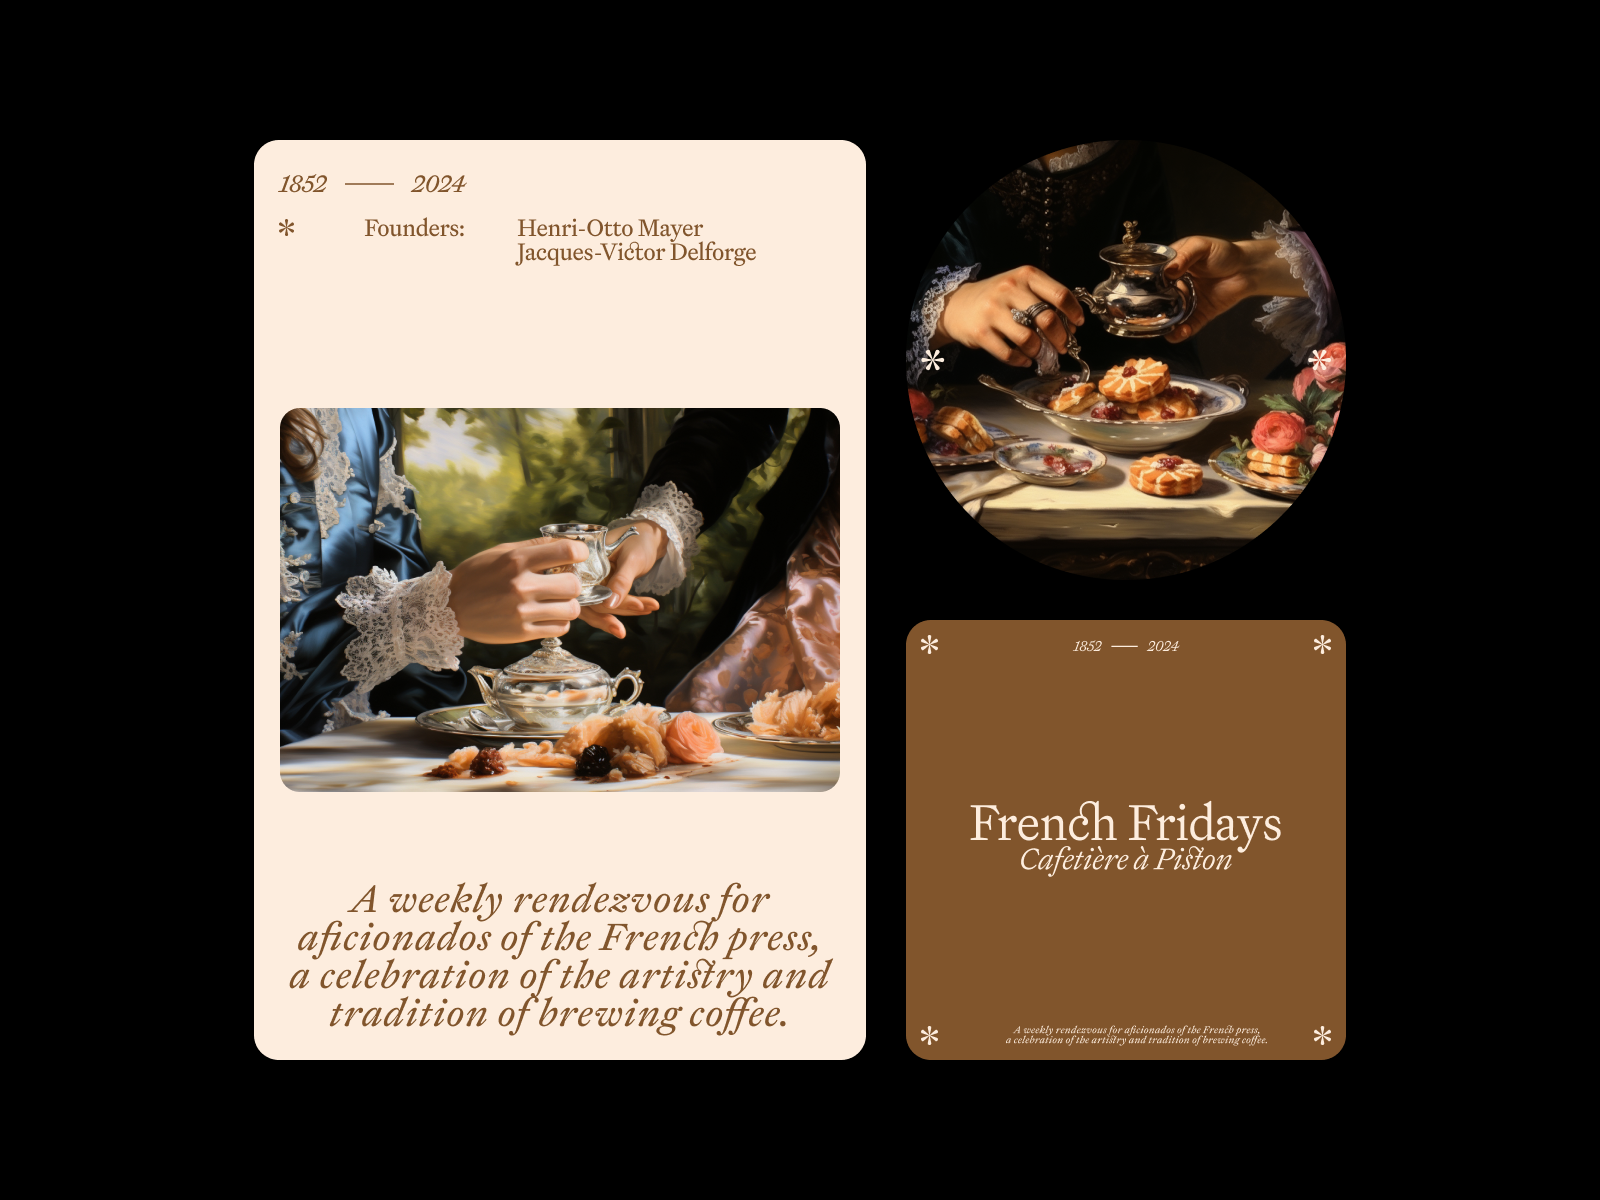 1852 — 2024
* Founders: Henri-Otto Mayer
Jacques-Victor Delforge
A weekly rendezvous for
aficionados of the French press,
a celebration of the artistry and
tradition of brewing coffee.
* *
* 1852 — 2024 *
French Fridays
Cafetière à Piston
* A weekly rendezvous for aficionados of the French press, *
a celebration of the artistry and tradition of brewing coffee.